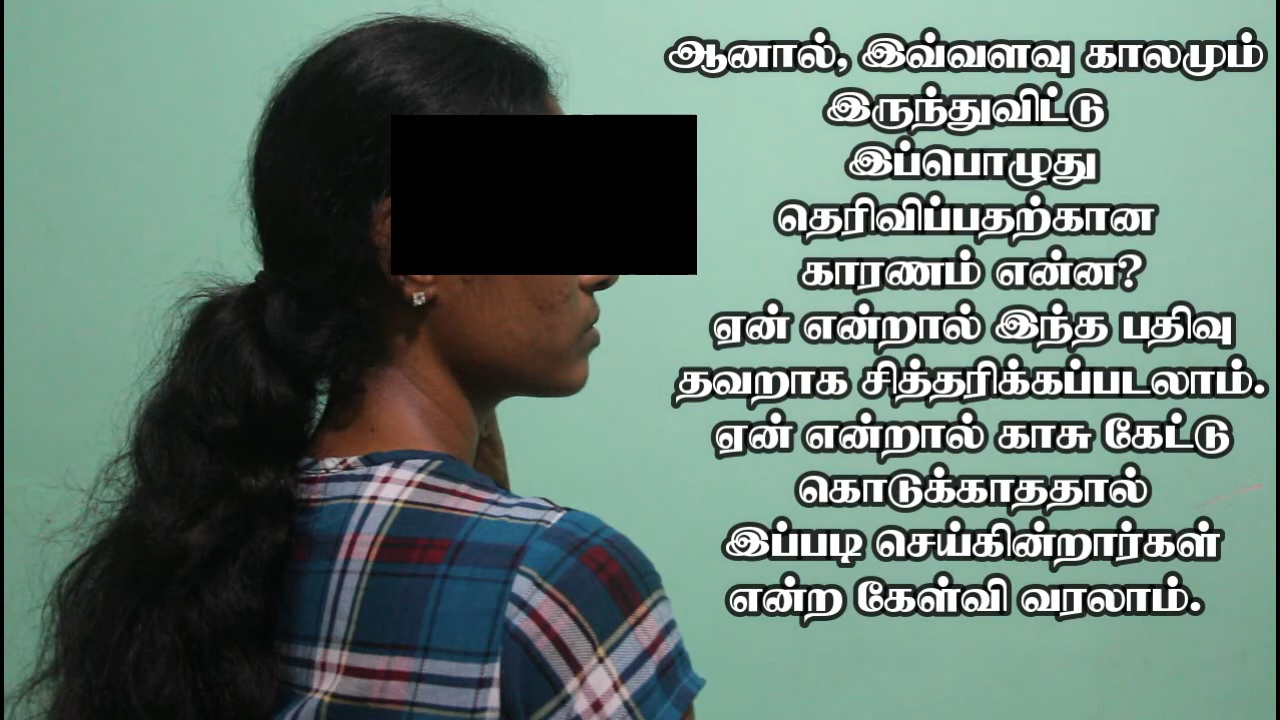 ஆனால், இவ்வளவு காலமும்
இருந்துவிட்டு
இப்பொழுது
தெரிவிப்பதற்கான
காரணம் என்ன?
ஏன் என்றால் இந்த பதிவு
தவறாக சித்தரிக்கப்படலாம்.
ஏன் என்றால் காசு கேட்டு
கொடுக்காததால்
இப்படி செய்கின்றார்கள்
என்ற கேள்வி வரலாம்.